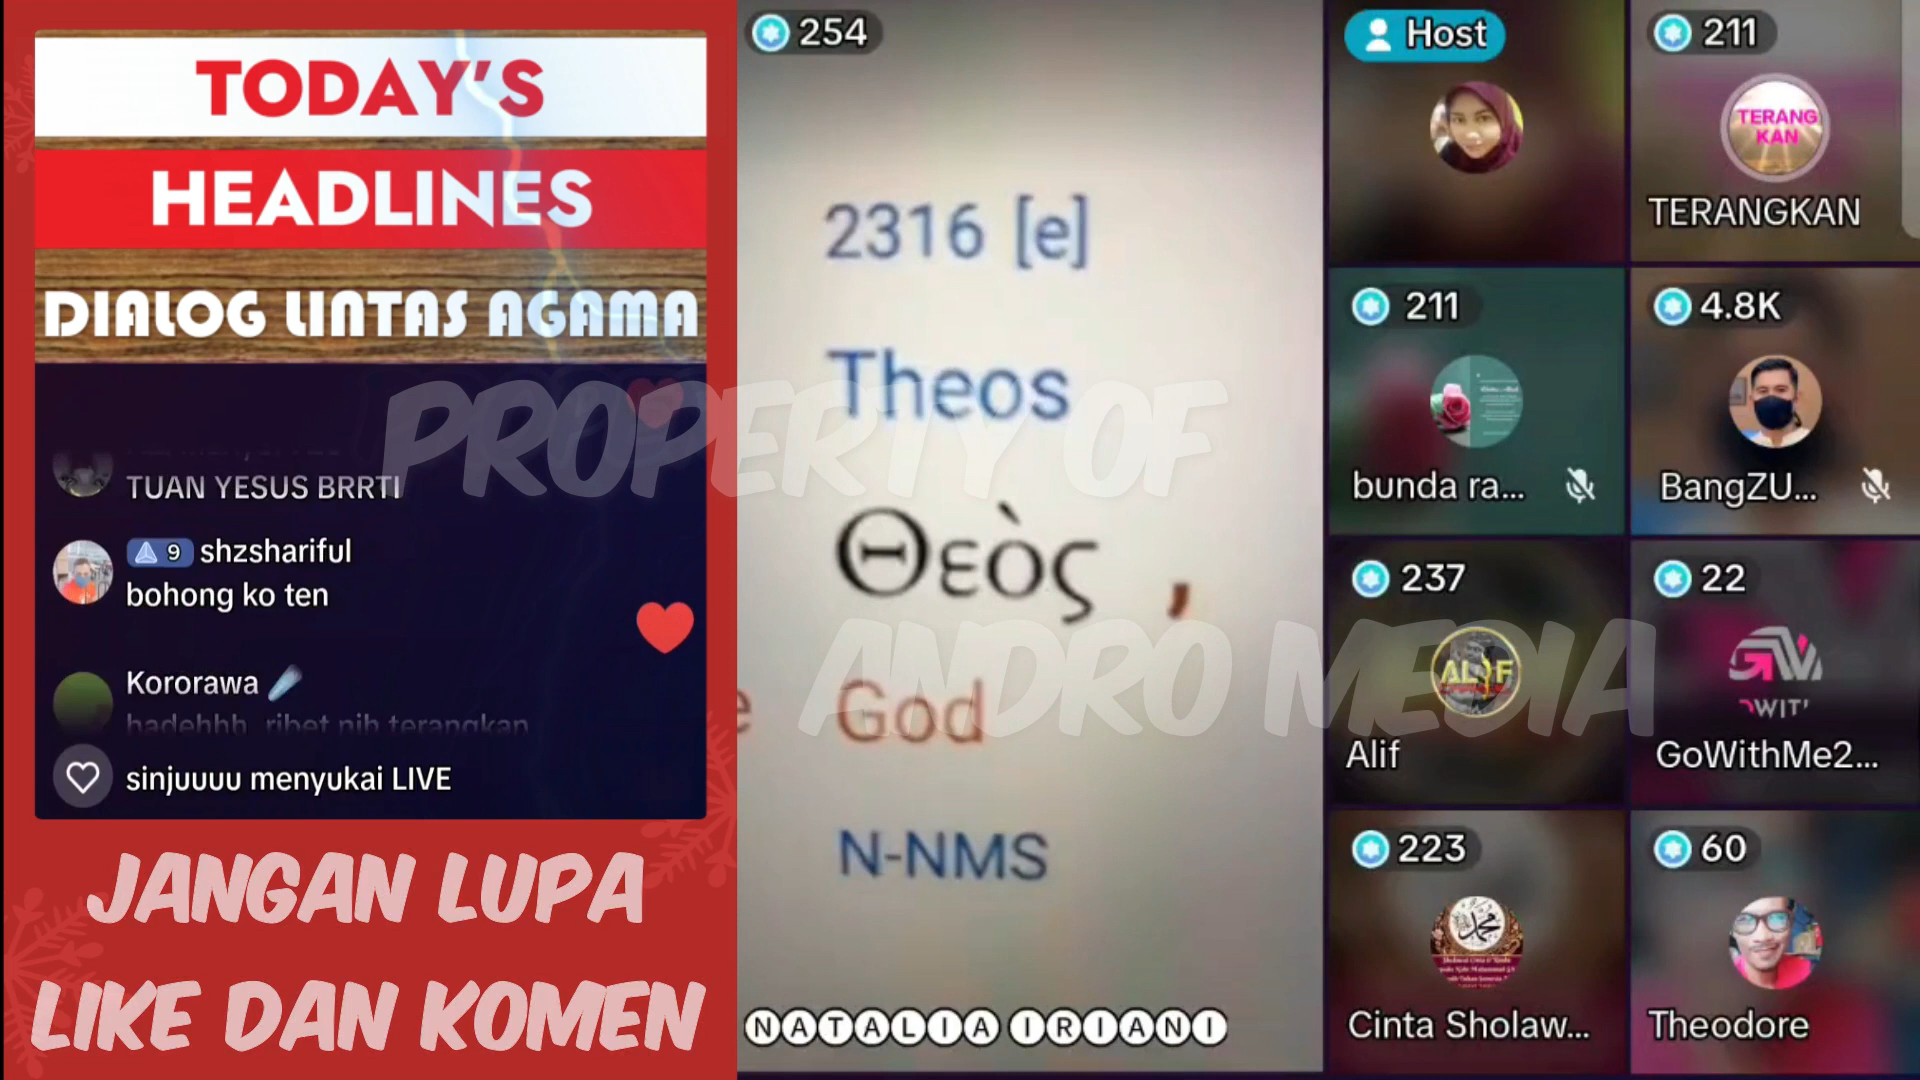 TODAY'S
HEADLINES
DIALOG LINTAS AGAMA
TUAN YESUS BRRTI
9 shzshariful
bohong ko ten
Kororawa
hadehhh, ribet nih terangkan
sinjuuuu menyukai LIVE
JANGAN LUPA
LIKE DAN KOMEN
254
2316 [e]
Theos
Θεὸς ,
e God
N-NMS
NATALIA IRIANI
PROPERTY OF
ANDRO MEDIA
Host
211
TERANG
KAN
TERANGKAN
211
bunda ra...
4.8K
BangZU...
237
ALIF
Alif
22
GW
GoWithMe2...
223
Cinta Sholaw...
60
Theodore